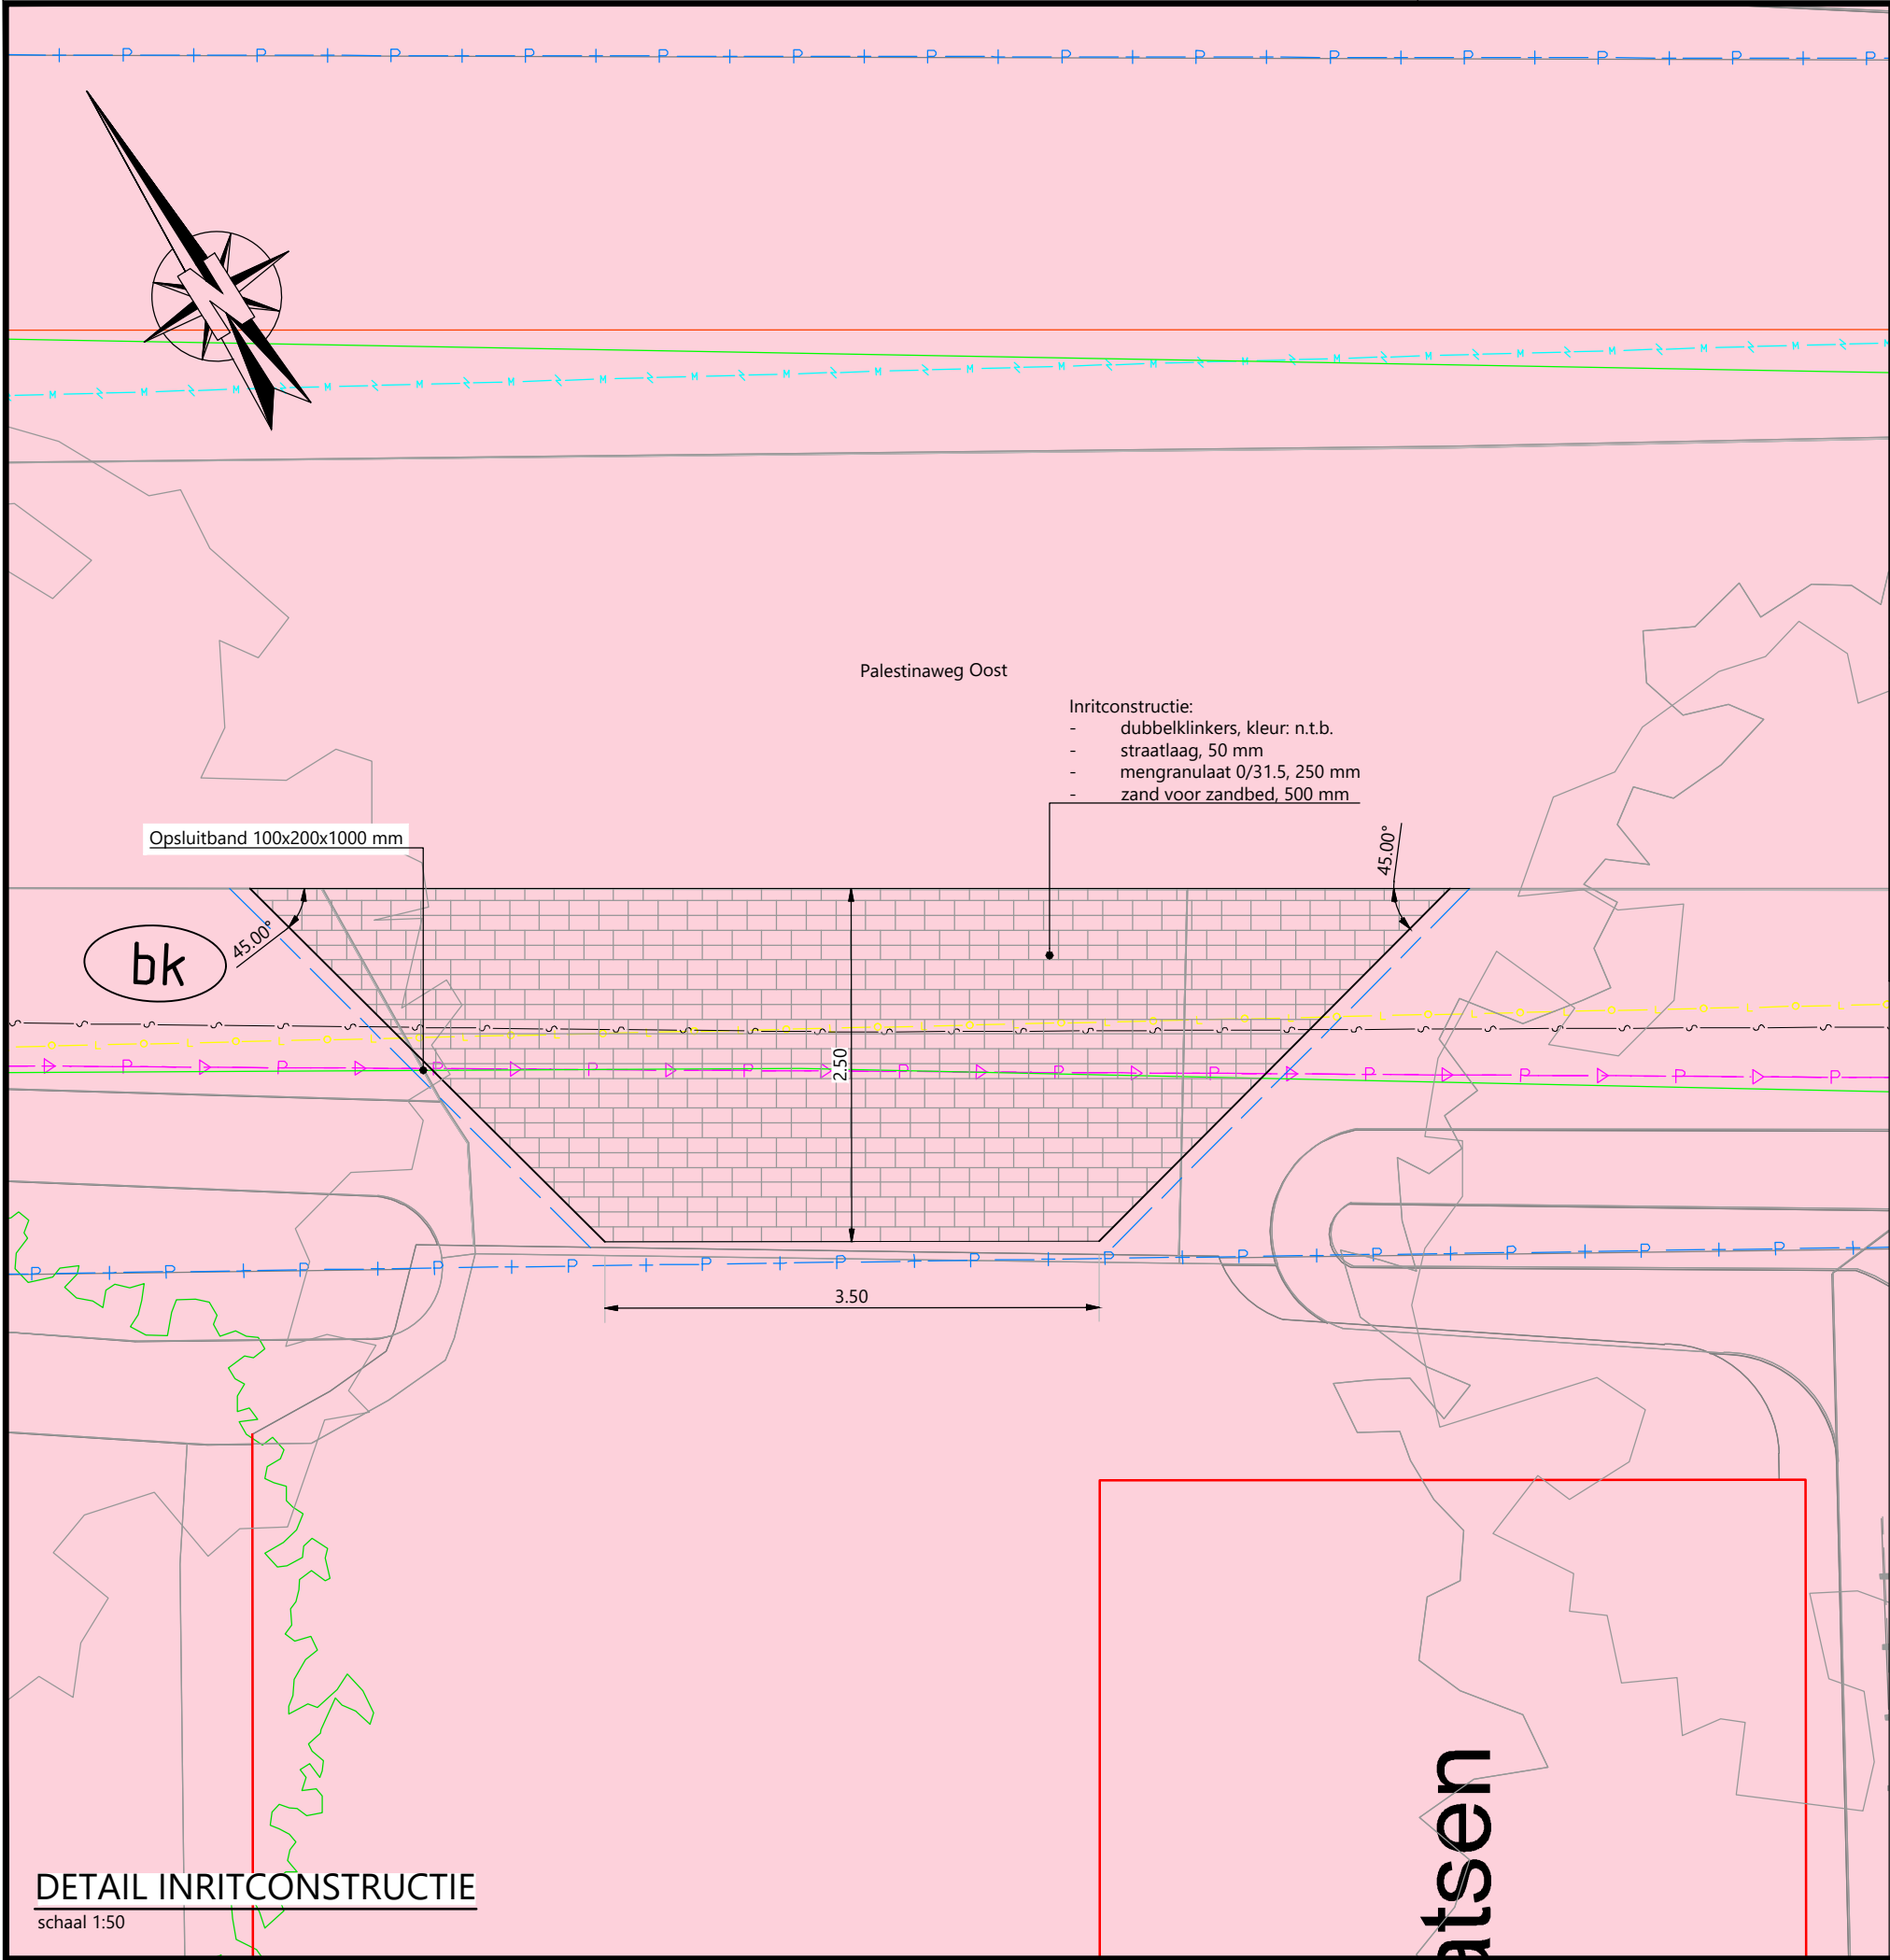 Palestinaweg Oost
Inritconstructie:
- dubbelklinkers, kleur: n.t.b.
- straatlaag, 50 mm
- mengranulaat 0/31.5, 250 mm
- zand voor zandbed, 500 mm
Opsluitband 100x200x1000 mm
45.00°
45.00°
bk
2.50
3.50
atsen
DETAIL INRITCONSTRUCTIE
schaal 1:50